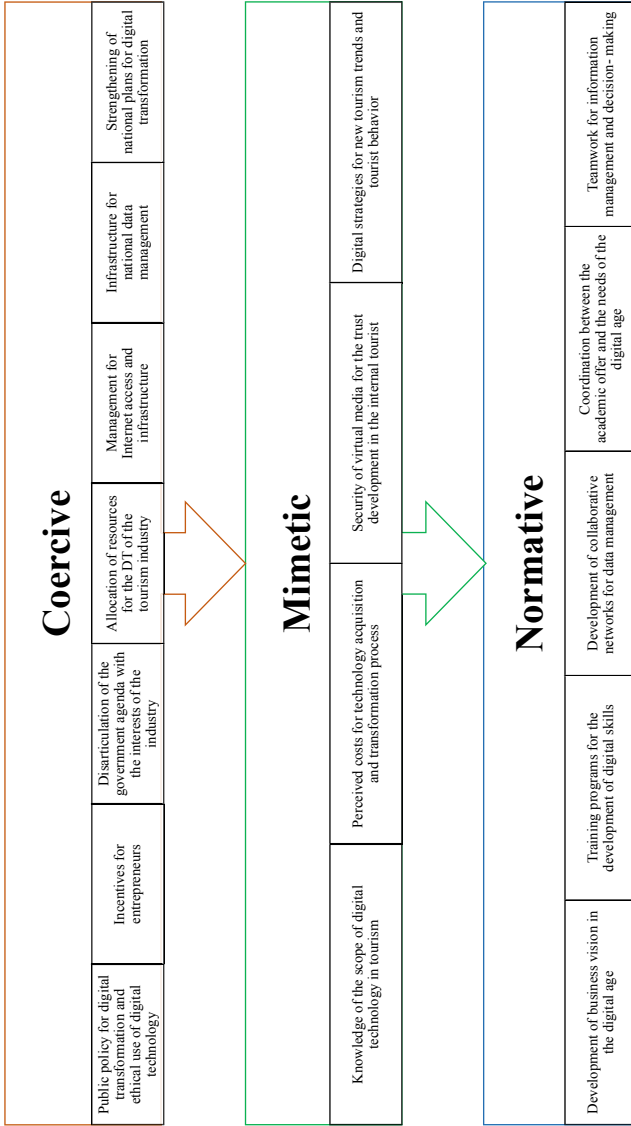 Coercive
Public policy for digital
transformation and
ethical use of digital
technology
Incentives for
entrepreneurs
Disarticulation of the
government agenda with
the interests of the
industry
Allocation of resources
for the DT of the
tourism industry
Management for
Internet access and
infrastructure
Infrastructure for
national data
management
Strengthening of
national plans for digital
transformation
Mimetic
Knowledge of the scope of digital
technology in tourism
Perceived costs for technology acquisition
and transformation process
Security of virtual media for the trust
development in the internal tourist
Digital strategies for new tourism trends and
tourist behavior
Normative
Development of business vision in
the digital age
Training programs for the
development of digital skills
Development of collaborative
networks for data management
Coordination between the
academic offer and the needs of the
digital age
Teamwork for information
management and decision- making